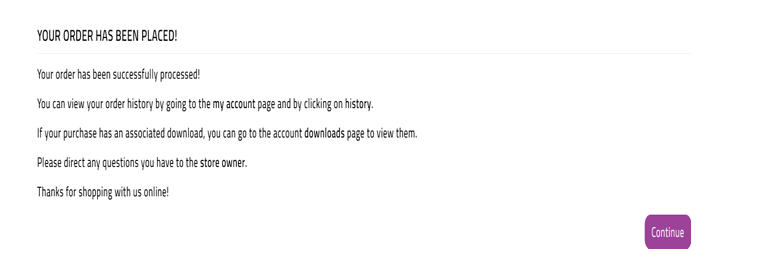 YOUR ORDER HAS BEEN PLACED!
Your order has been successfully processed!
You can view your order history by going to the my account page and by clicking on history.
If your purchase has an associated download, you can go to the account downloads page to view them.
Please direct any questions you have to the store owner.
Thanks for shopping with us online!
Continue